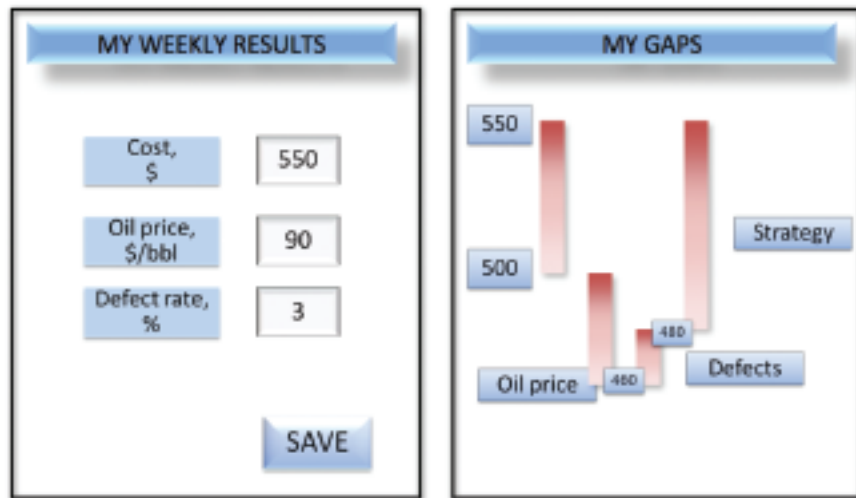 MY WEEKLY RESULTS
Cost,
$
550
Oil price,
$/bbl
90
Defect rate,
%
3
SAVE
MY GAPS
550
500
Strategy
480
Defects
Oil price
460